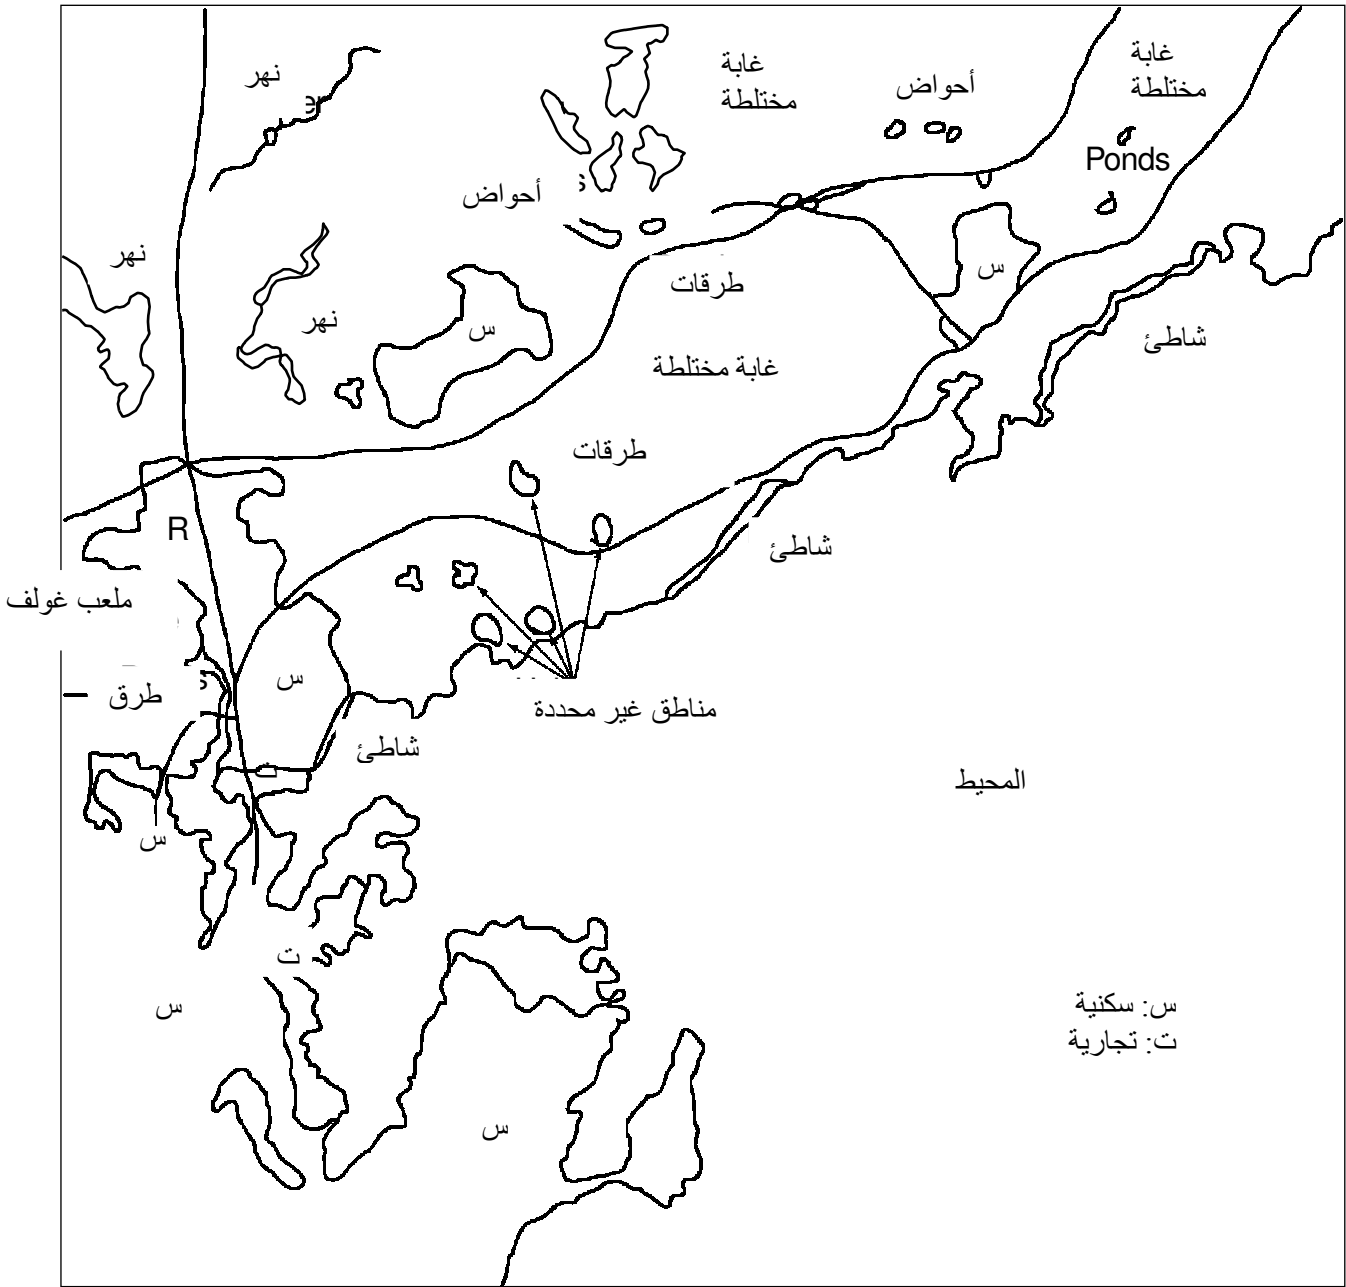 غابة
مختلطة
أحواض
غابة
مختلطة
نهر
Ponds
أحواض
نهر
س
طرقات
نهر
س
شاطئ
غابة مختلطة
طرقات
R
شاطئ
ملعب غولف
س
طرق
مناطق غير محددة
شاطئ
المحيط
س
ت
س
س: سكنية
ت: تجارية
س